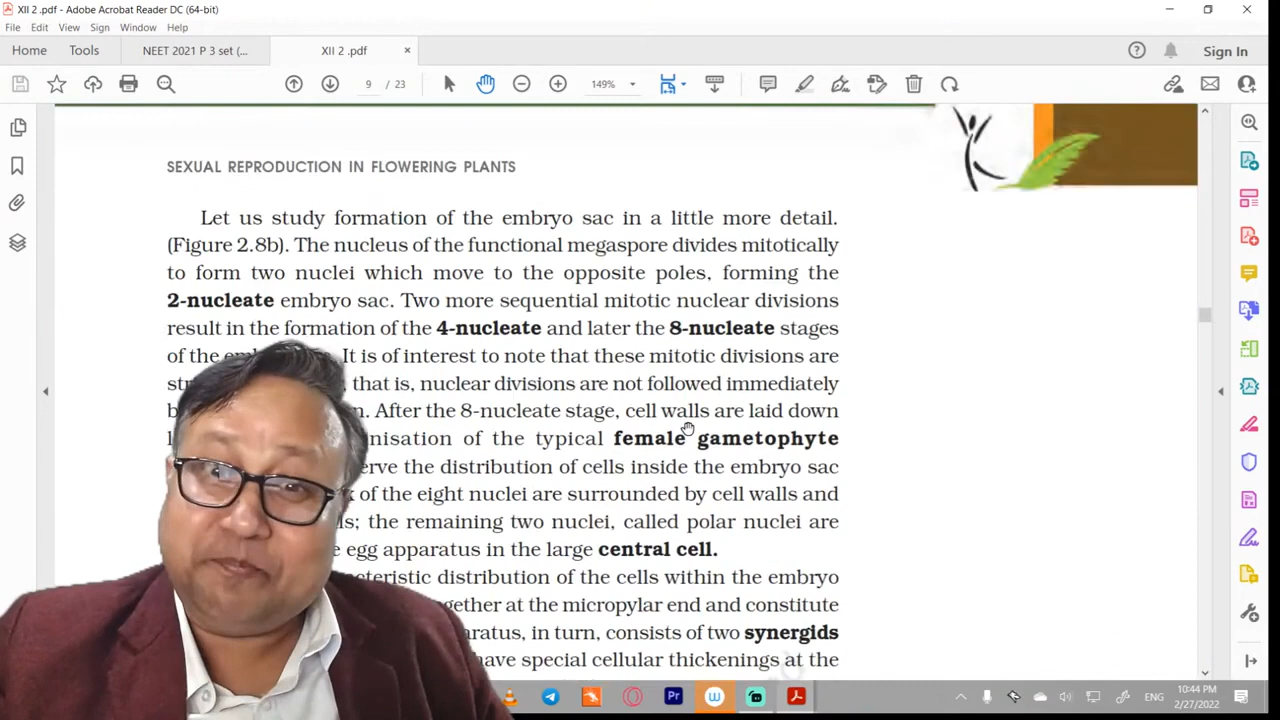 XII 2 .pdf - Adobe Acrobat Reader DC (64-bit)
File Edit View Sign Window Help
Home Tools NEET 2021 P 3 set (... XII 2 .pdf × Sign In
9 / 23 149%
SEXUAL REPRODUCTION IN FLOWERING PLANTS
Let us study formation of the embryo sac in a little more detail.
(Figure 2.8b). The nucleus of the functional megaspore divides mitotically
to form two nuclei which move to the opposite poles, forming the
2-nucleate embryo sac. Two more sequential mitotic nuclear divisions
result in the formation of the 4-nucleate and later the 8-nucleate stages
of the It is of interest to note that these mitotic divisions are
that is, nuclear divisions are not followed immediately
After the 8-nucleate stage, cell walls are laid down
of the typical female gametophyte
the distribution of cells inside the embryo sac
of the eight nuclei are surrounded by cell walls and
the remaining two nuclei, called polar nuclei are
egg apparatus in the large central cell.
distribution of the cells within the embryo
at the micropylar end and constitute
in turn, consists of two synergids
have special cellular thickenings at the
Pr
ENG
10:44 PM
2/27/2022